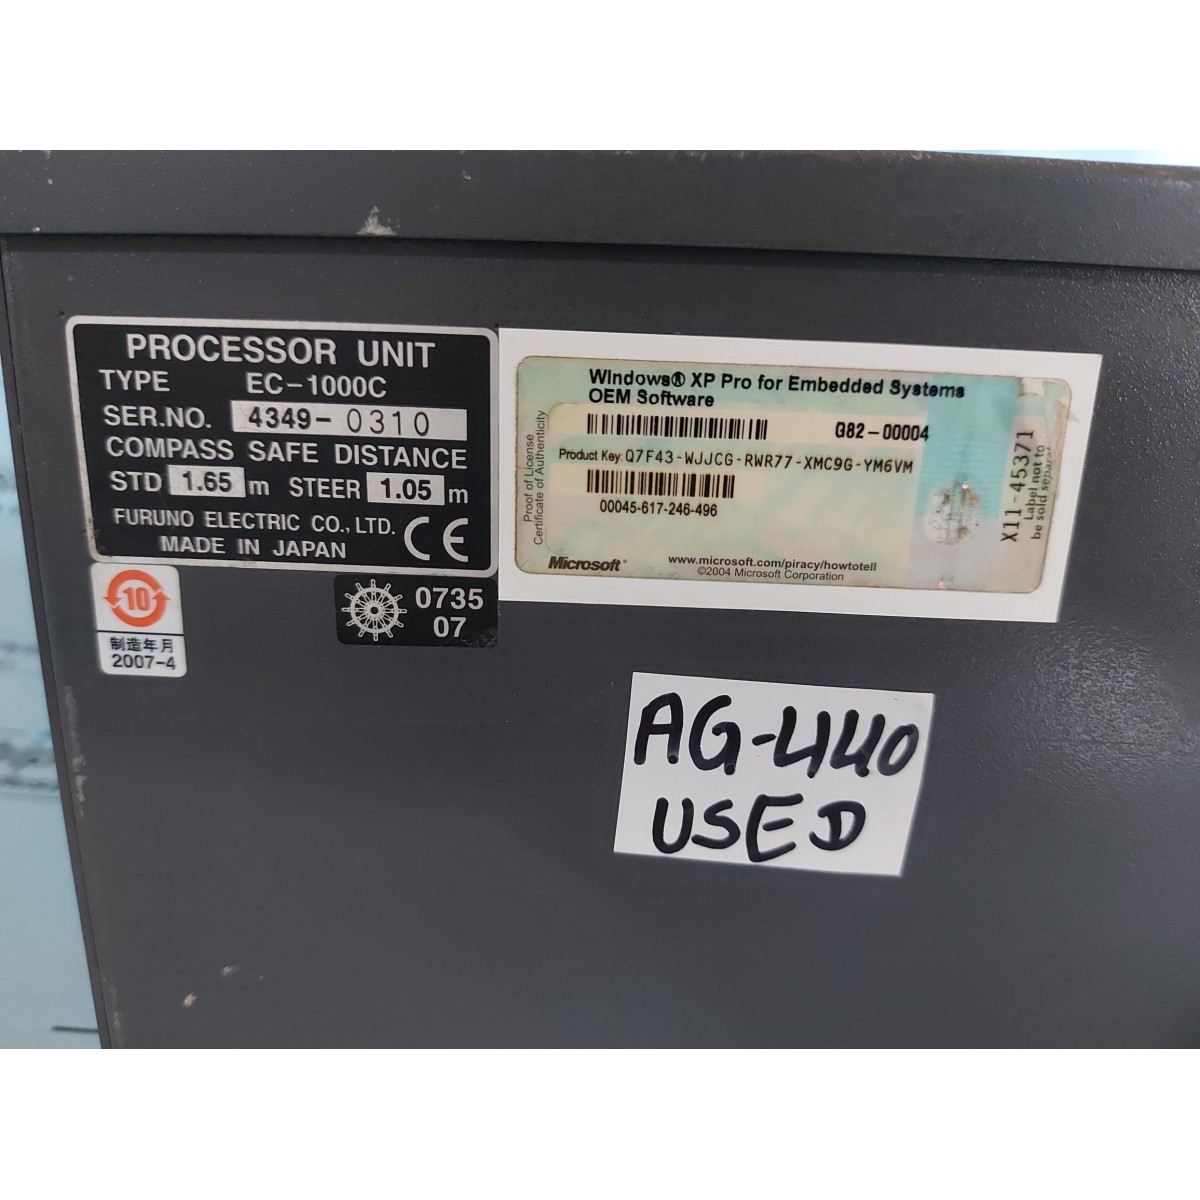 PROCESSOR UNIT
TYPE EC-1000C
SER.NO. 4349-0310
COMPASS SAFE DISTANCE
STD 1.65 m STEER 1.05 m
FURUNO ELECTRIC CO., LTD.
MADE IN JAPAN CE
10
制造年月
2007-4
0735
07
Proof of License
Certificate of Authenticity
Windows® XP Pro for Embedded Systems
OEM Software
G82-00004
Product Key: Q7F43-WJJCG-RWR77-XMC9G-YM6VM
00045-617-246-496
Microsoft®
www.microsoft.com/piracy/howtotell
©2004 Microsoft Corporation
X11-45371
Label not to
be sold separa
AG-440
USED